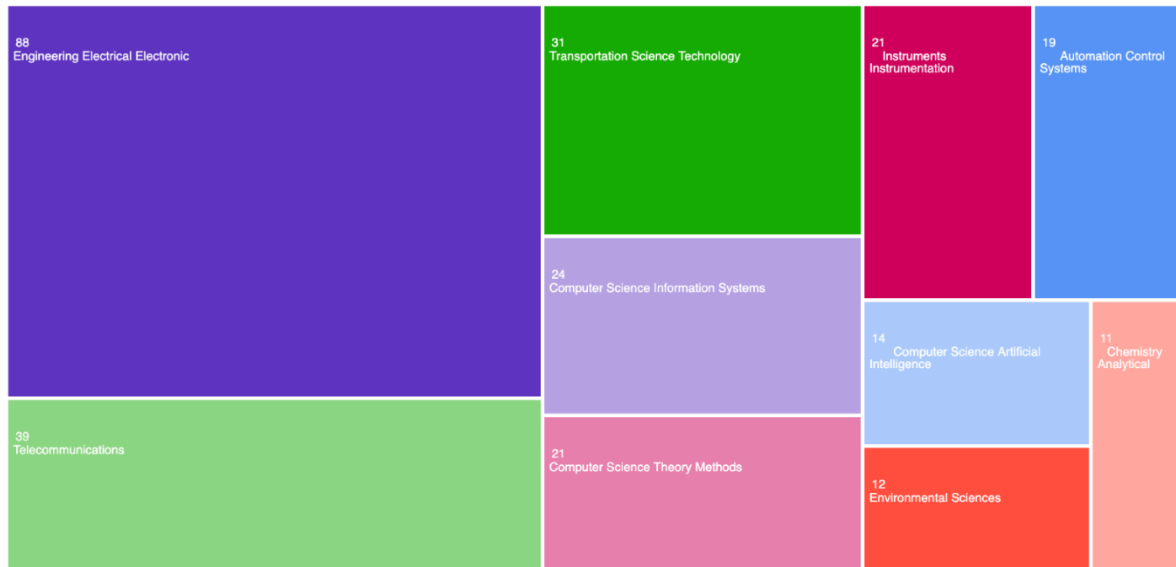 88
Engineering Electrical Electronic
39
Telecommunications
31
Transportation Science Technology
24
Computer Science Information Systems
21
Computer Science Theory Methods
21
Instruments
Instrumentation
19
Automation Control
Systems
14
Computer Science Artificial
Intelligence
12
Environmental Sciences
11
Chemistry
Analytical